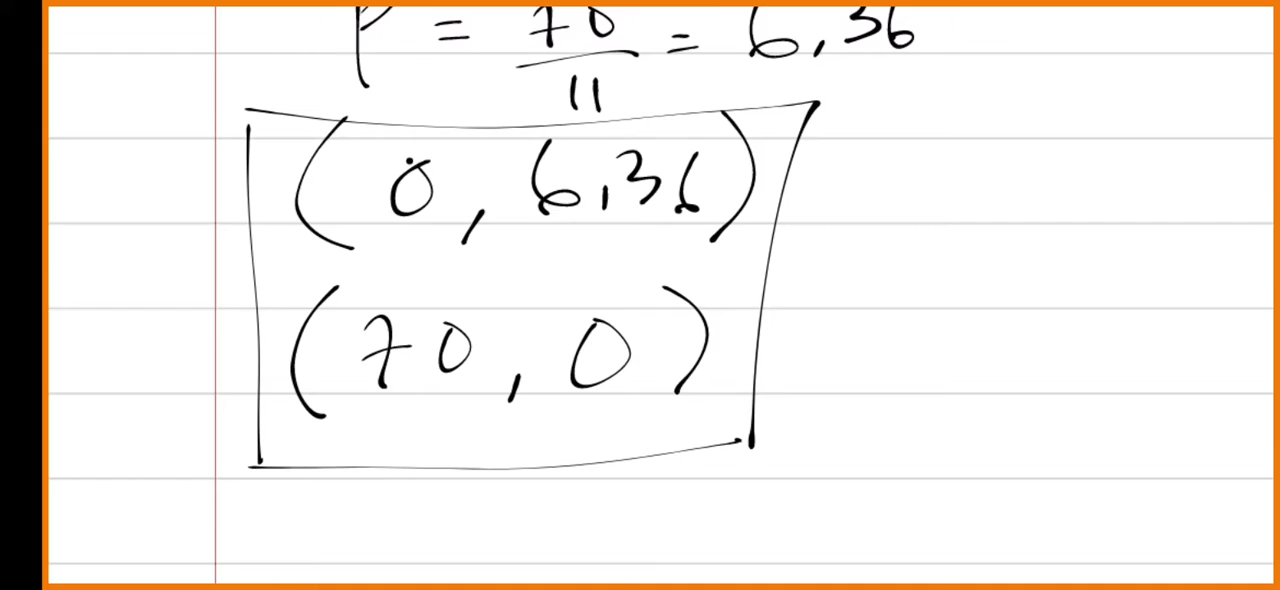 P = 70/11 = 6,36
(0, 6,36)
(70, 0)